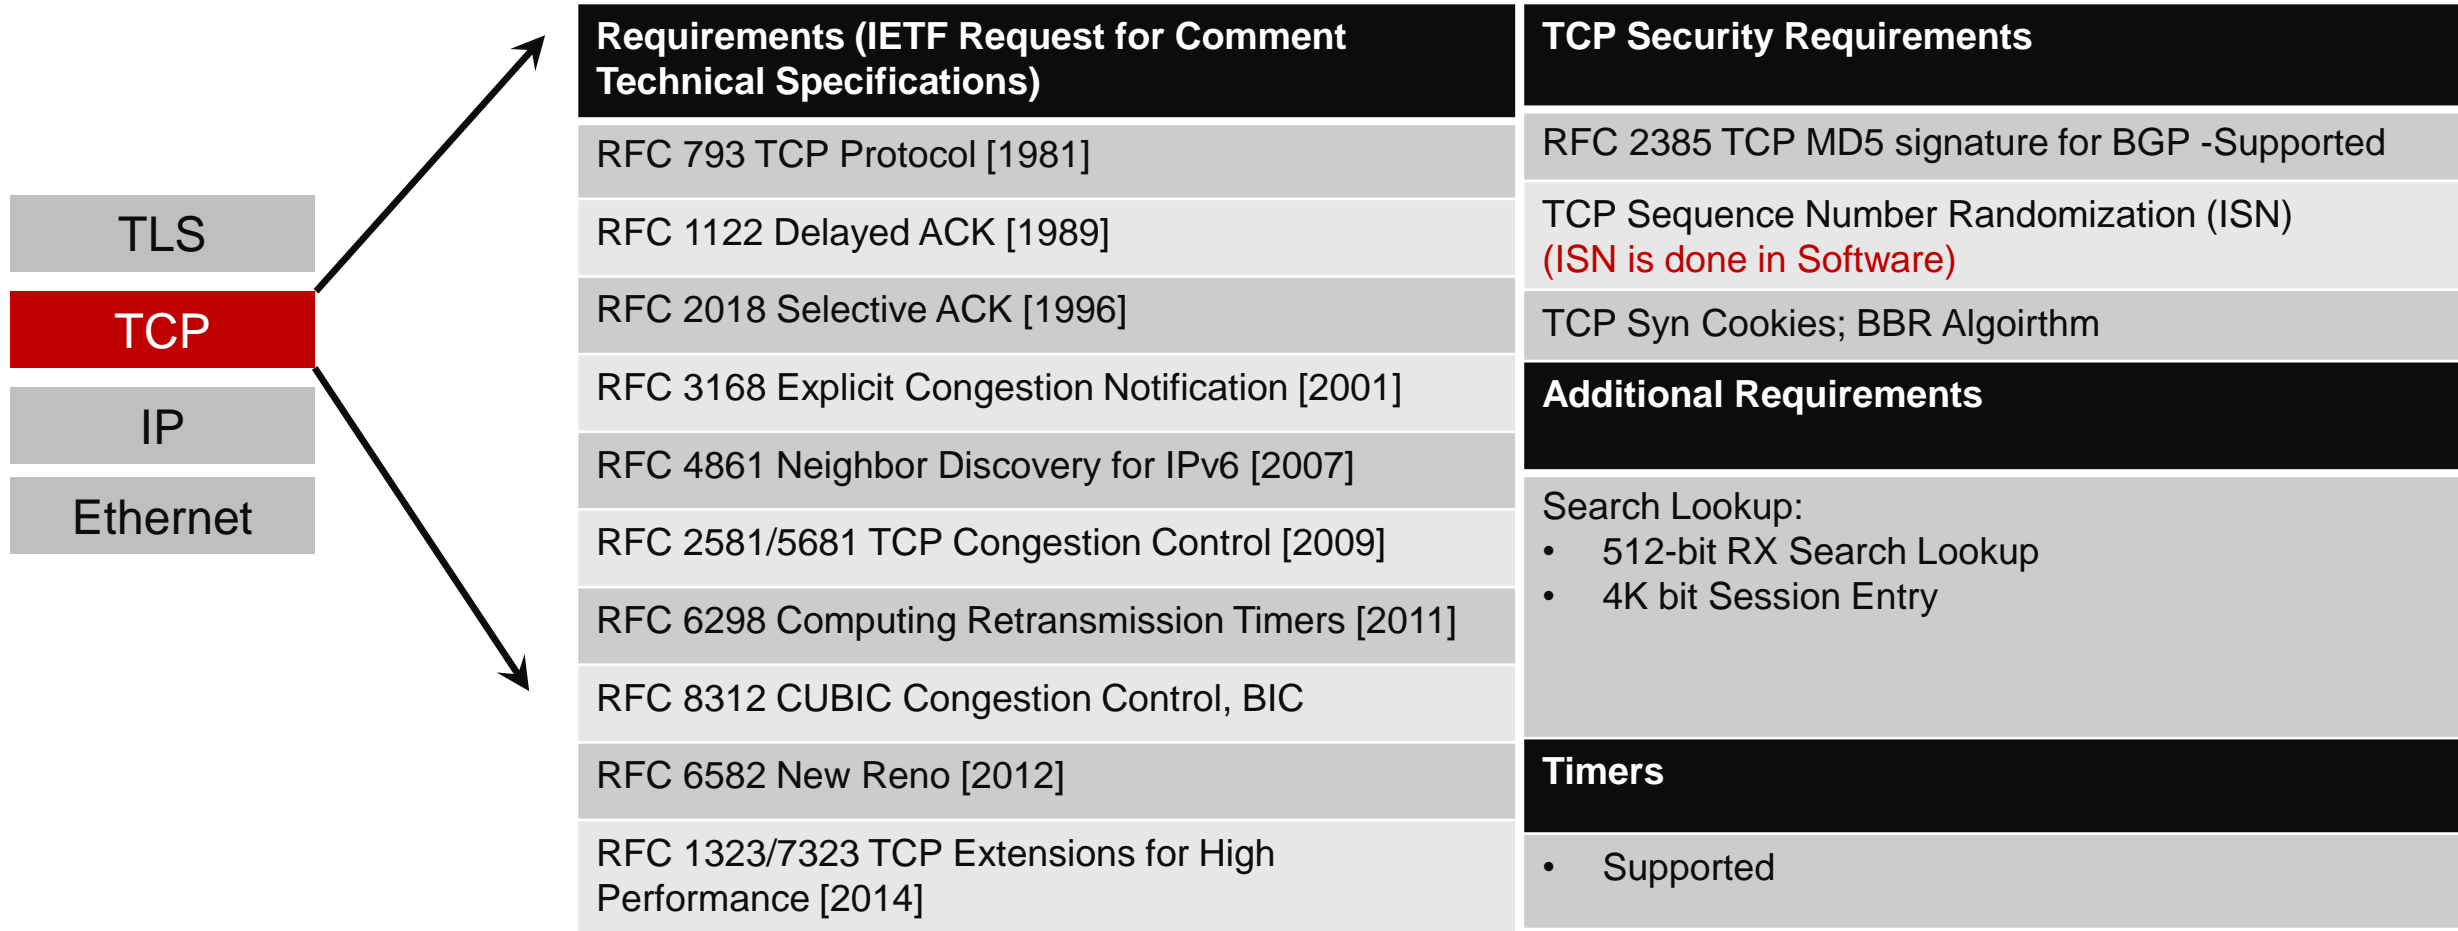 TLS
TCP
IP
Ethernet
Requirements (IETF Request for Comment
Technical Specifications)
RFC 793 TCP Protocol [1981]
RFC 1122 Delayed ACK [1989]
RFC 2018 Selective ACK [1996]
RFC 3168 Explicit Congestion Notification [2001]
RFC 4861 Neighbor Discovery for IPv6 [2007]
RFC 2581/5681 TCP Congestion Control [2009]
RFC 6298 Computing Retransmission Timers [2011]
RFC 8312 CUBIC Congestion Control, BIC
RFC 6582 New Reno [2012]
RFC 1323/7323 TCP Extensions for High
Performance [2014]
TCP Security Requirements
RFC 2385 TCP MD5 signature for BGP -Supported
TCP Sequence Number Randomization (ISN)
(ISN is done in Software)
TCP Syn Cookies; BBR Algoirthm
Additional Requirements
Search Lookup:
• 512-bit RX Search Lookup
• 4K bit Session Entry
Timers
• Supported